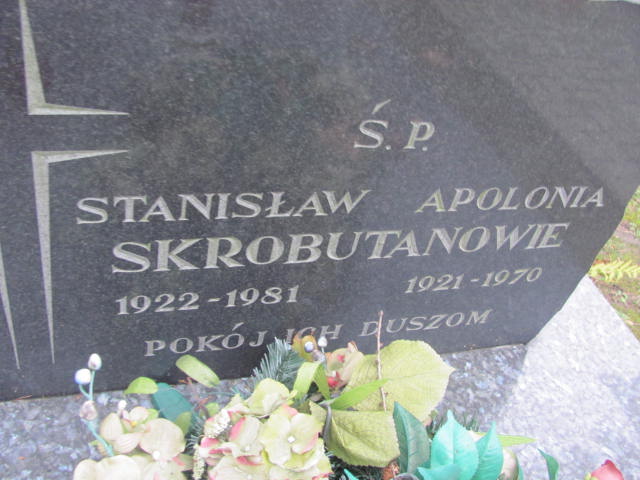 Ś.P.
STANISŁAW APOLONIA
SKROBUTANOWIE
1922-1981 1921-1970
POKÓJ ICH DUSZOM